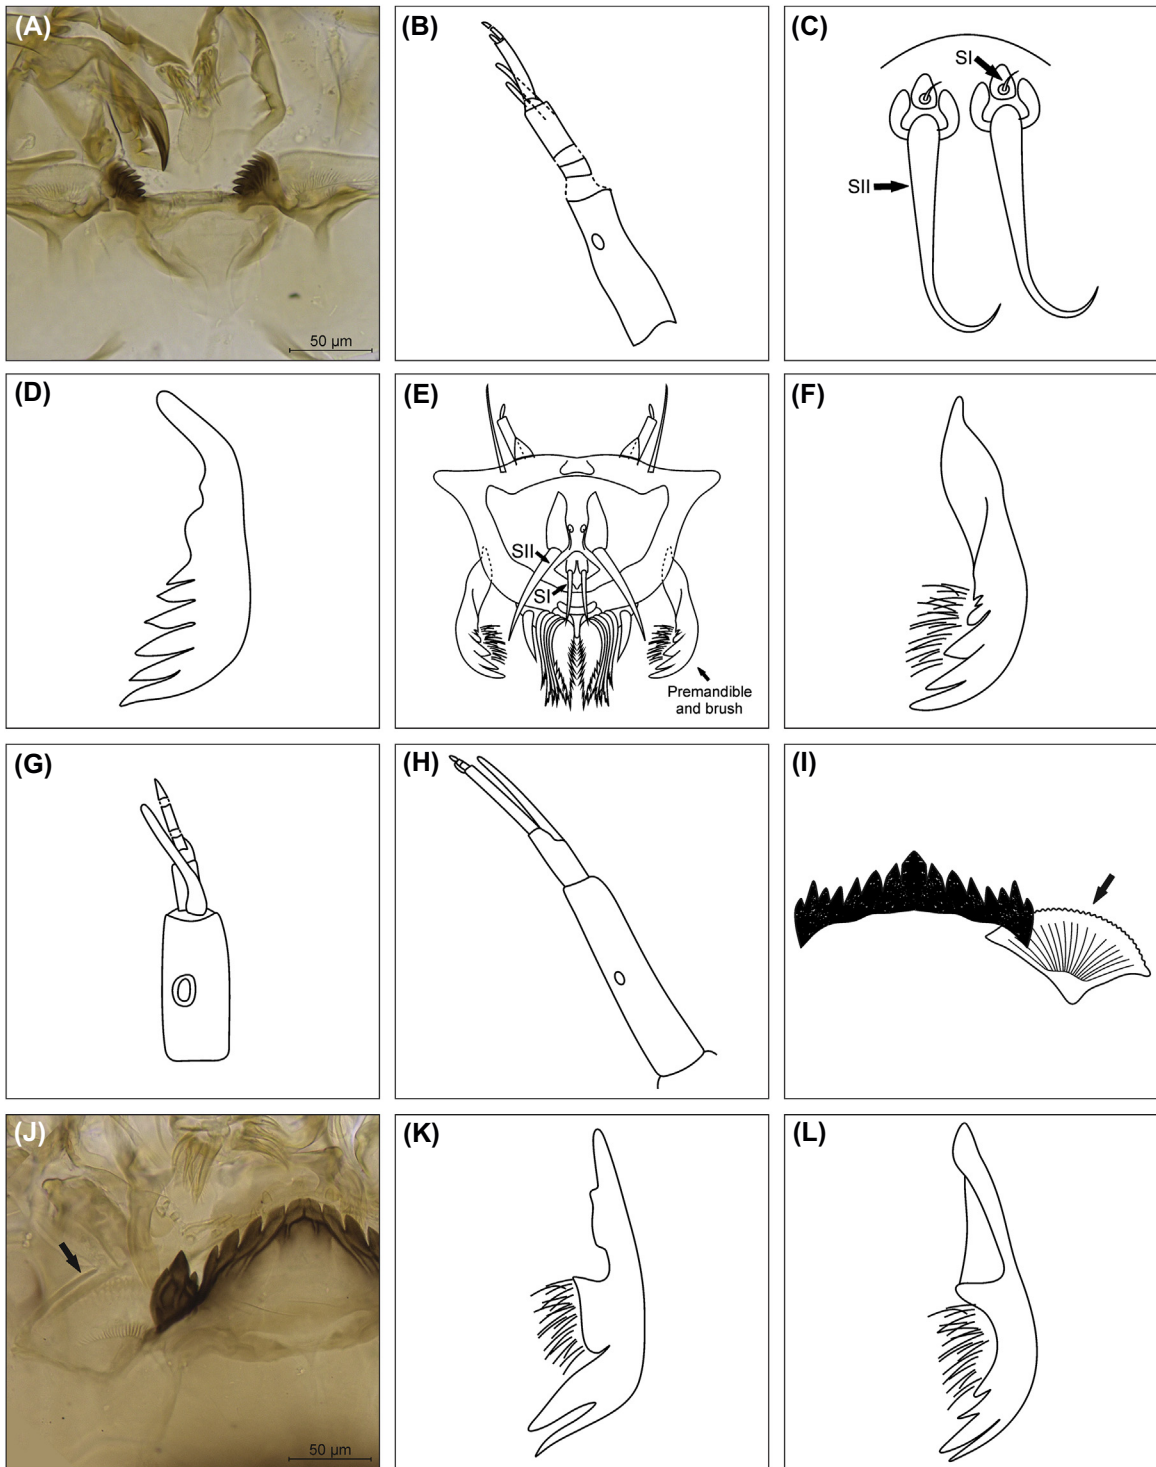 (A)
50 µm
(B)
(C)
SI
SII
(D)
(E)
SII
SI
Premandible
and brush
(F)
(G)
(H)
(I)
(J)
50 µm
(K)
(L)